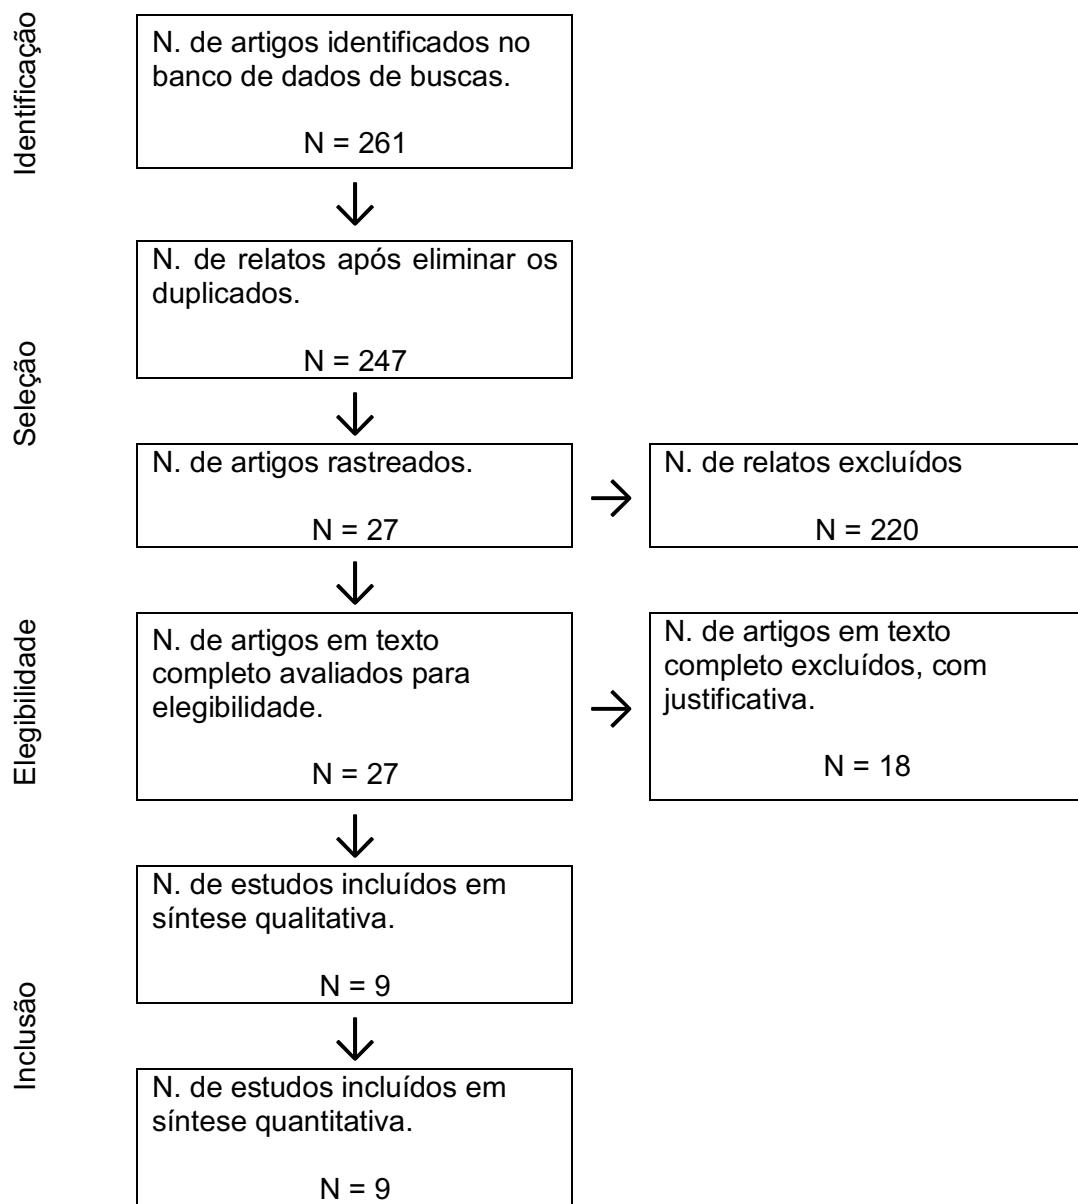 Identificação
N. de artigos identificados no
banco de dados de buscas.
N = 261
N. de relatos após eliminar os
duplicados.
N = 247
Seleção
N. de artigos rastreados.
N = 27
N. de relatos excluídos
N = 220
Elegibilidade
N. de artigos em texto
completo avaliados para
elegibilidade.
N = 27
N. de artigos em texto
completo excluídos, com
justificativa.
N = 18
Inclusão
N. de estudos incluídos em
síntese qualitativa.
N = 9
N. de estudos incluídos em
síntese quantitativa.
N = 9